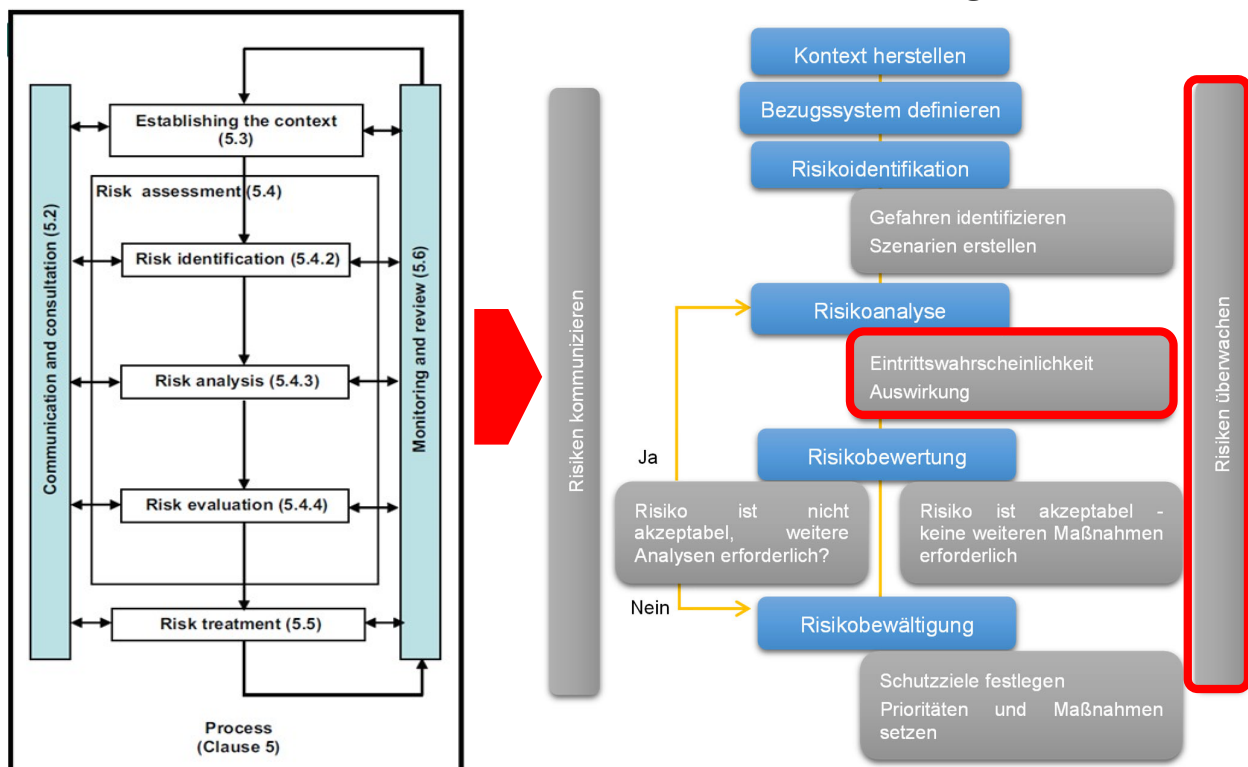 Establishing the context
(5.3)
Risk assessment (5.4)
Risk identification (5.4.2)
Risk analysis (5.4.3)
Risk evaluation (5.4.4)
Risk treatment (5.5)
Communication and consultation (5.2)
Monitoring and review (5.6)
Process
(Clause 5)
Risiken kommunizieren
Kontext herstellen
Bezugssystem definieren
Risikoidentifikation
Gefahren identifizieren
Szenarien erstellen
Risikoanalyse
Eintrittswahrscheinlichkeit
Auswirkung
Ja
Risikobewertung
Risiko ist nicht
akzeptabel, weitere
Analysen erforderlich?
Risiko ist akzeptabel -
keine weiteren Maßnahmen
erforderlich
Nein
Risikobewältigung
Schutzziele festlegen
Prioritäten und Maßnahmen
setzen
Risiken überwachen